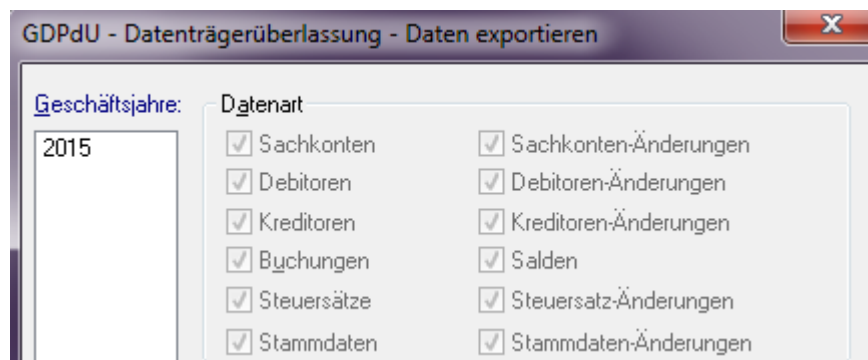 GDPdU - Datenträgerüberlassung - Daten exportieren
Geschäftsjahre:
2015
Datenart
Sachkonten
Sachkonten-Änderungen
Debitoren
Debitoren-Änderungen
Kreditoren
Kreditoren-Änderungen
Buchungen
Salden
Steuersätze
Steuersatz-Änderungen
Stammdaten
Stammdaten-Änderungen